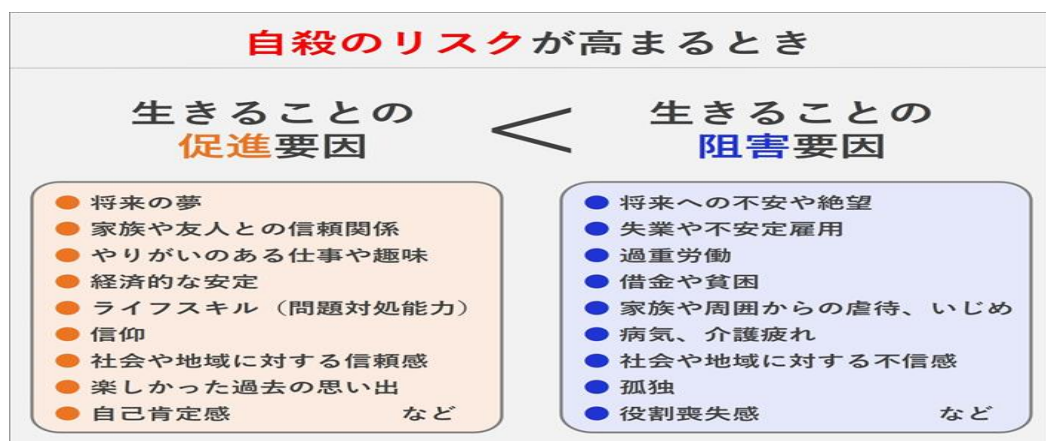 自殺のリスクが高まるとき
生きることの
促進要因
<
生きることの
阻害要因
● 将来の夢
● 家族や友人との信頼関係
● やりがいのある仕事や趣味
● 経済的な安定
● ライフスキル（問題対処能力）
● 信仰
● 社会や地域に対する信頼感
● 楽しかった過去の思い出
● 自己肯定感 など
● 将来への不安や絶望
● 失業や不安定雇用
● 過重労働
● 借金や貧困
● 家族や周囲からの虐待、いじめ
● 病気、介護疲れ
● 社会や地域に対する不信感
● 孤独
● 役割喪失感 など